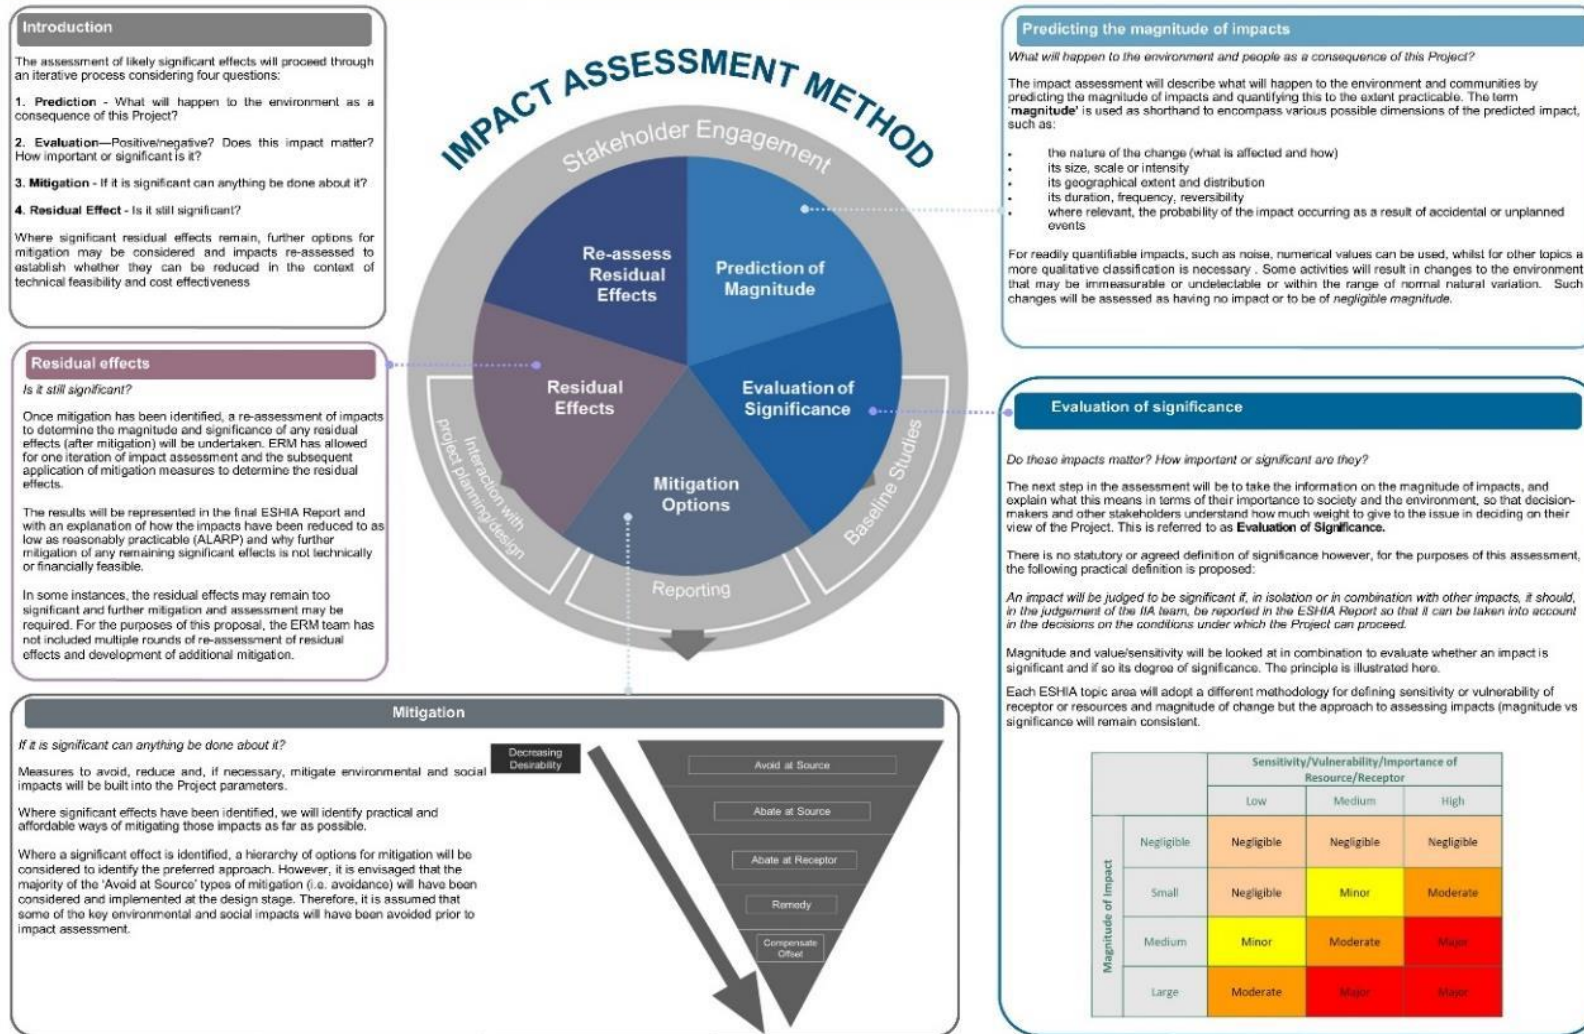 Introduction
The assessment of likely significant effects will proceed through
an iterative process considering four questions:
1. Prediction - What will happen to the environment as a
consequence of this Project?
2. Evaluation—Positive/negative? Does this impact matter?
How important or significant is it?
3. Mitigation - If it is significant can anything be done about it?
4. Residual Effect - Is it still significant?
Where significant residual effects remain, further options for
mitigation may be considered and impacts re-assessed to
establish whether they can be reduced in the context of
technical feasibility and cost effectiveness
Residual effects
Is it still significant?
Once mitigation has been identified, a re-assessment of impacts
to determine the magnitude and significance of any residual
effects (after mitigation) will be undertaken. ERM has allowed
for one iteration of impact assessment and the subsequent
application of mitigation measures to determine the residual
effects.
The results will be represented in the final ESHIA Report and
with an explanation of how the impacts have been reduced to as
low as reasonably practicable (ALARP) and why further
mitigation of any remaining significant effects is not technically
or financially feasible.
In some instances, the residual effects may remain too
significant and further mitigation and assessment may be
required. For the purposes of this proposal, the ERM team has
not included multiple rounds of re-assessment of residual
effects and development of additional mitigation.
IMPACT ASSESSMENT METHOD
Stakeholder Engagement
Re-assess
Residual
Effects
Prediction of
Magnitude
Residual
Effects
Evaluation of
Significance
Mitigation
Options
Interaction with
project planning/design
Reporting
Baseline Studies
Predicting the magnitude of impacts
What will happen to the environment and people as a consequence of this Project?
The impact assessment will describe what will happen to the environment and communities by
predicting the magnitude of impacts and quantifying this to the extent practicable. The term
'magnitude' is used as shorthand to encompass various possible dimensions of the predicted impact,
such as:
• the nature of the change (what is affected and how)
• its size, scale or intensity
• its geographical extent and distribution
• its duration, frequency, reversibility
• where relevant, the probability of the impact occurring as a result of accidental or unplanned
events
For readily quantifiable impacts, such as noise, numerical values can be used, whilst for other topics a
more qualitative classification is necessary . Some activities will result in changes to the environment
that may be immeasurable or undetectable or within the range of normal natural variation. Such
changes will be assessed as having no impact or to be of negligible magnitude.
Evaluation of significance
Do these impacts matter? How important or significant are they?
The next step in the assessment will be to take the information on the magnitude of impacts, and
explain what this means in terms of their importance to society and the environment, so that decision-
makers and other stakeholders understand how much weight to give to the issue in deciding on their
view of the Project. This is referred to as Evaluation of Significance.
There is no statutory or agreed definition of significance however, for the purposes of this assessment,
the following practical definition is proposed:
An impact will be judged to be significant if, in isolation or in combination with other impacts, it should,
in the judgement of the IIA team, be reported in the ESHIA Report so that it can be taken into account
in the decisions on the conditions under which the Project can proceed.
Magnitude and value/sensitivity will be looked at in combination to evaluate whether an impact is
significant and if so its degree of significance. The principle is illustrated here.
Each ESHIA topic area will adopt a different methodology for defining sensitivity or vulnerability of
receptor or resources and magnitude of change but the approach to assessing impacts (magnitude vs
significance will remain consistent.
Sensitivity/Vulnerability/Importance of
Resource/Receptor
Low Medium High
Magnitude of Impact
Negligible Negligible Negligible Negligible
Small Negligible Minor Moderate
Medium Minor Moderate Major
Large Moderate Major Major
Mitigation
If it is significant can anything be done about it?
Measures to avoid, reduce and, if necessary, mitigate environmental and social
impacts will be built into the Project parameters.
Where significant effects have been identified, we will identify practical and
affordable ways of mitigating those impacts as far as possible.
Where a significant effect is identified, a hierarchy of options for mitigation will be
considered to identify the preferred approach. However, it is envisaged that the
majority of the 'Avoid at Source' types of mitigation (i.e. avoidance) will have been
considered and implemented at the design stage. Therefore, it is assumed that
some of the key environmental and social impacts will have been avoided prior to
impact assessment.
Decreasing
Desirability
Avoid at Source
Abate at Source
Abate at Receptor
Remedy
Compensate
Offset